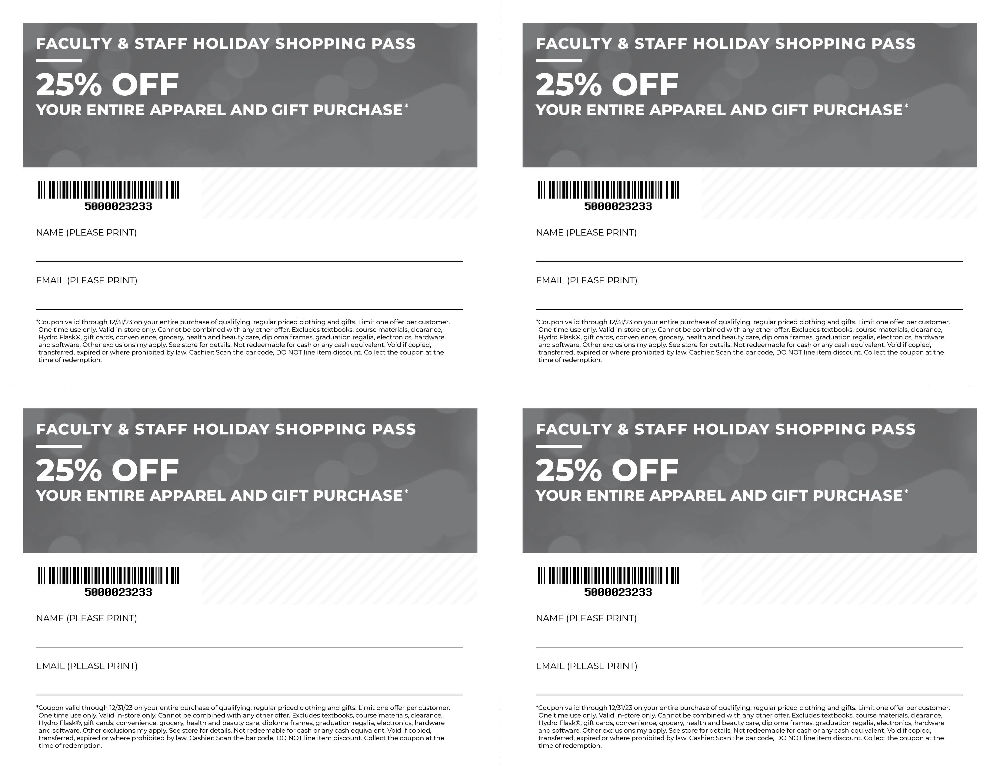 FACULTY & STAFF HOLIDAY SHOPPING PASS
25% OFF
YOUR ENTIRE APPAREL AND GIFT PURCHASE*
5000023233
NAME (PLEASE PRINT)
EMAIL (PLEASE PRINT)
*Coupon valid through 12/31/23 on your entire purchase of qualifying, regular priced clothing and gifts. Limit one offer per customer.
One time use only. Valid in-store only. Cannot be combined with any other offer. Excludes textbooks, course materials, clearance,
Hydro Flask®, gift cards, convenience, grocery, health and beauty care, diploma frames, graduation regalia, electronics, hardware
and software. Other exclusions my apply. See store for details. Not redeemable for cash or any cash equivalent. Void if copied,
transferred, expired or where prohibited by law. Cashier: Scan the bar code, DO NOT line item discount. Collect the coupon at the
time of redemption.
FACULTY & STAFF HOLIDAY SHOPPING PASS
25% OFF
YOUR ENTIRE APPAREL AND GIFT PURCHASE*
5000023233
NAME (PLEASE PRINT)
EMAIL (PLEASE PRINT)
*Coupon valid through 12/31/23 on your entire purchase of qualifying, regular priced clothing and gifts. Limit one offer per customer.
One time use only. Valid in-store only. Cannot be combined with any other offer. Excludes textbooks, course materials, clearance,
Hydro Flask®, gift cards, convenience, grocery, health and beauty care, diploma frames, graduation regalia, electronics, hardware
and software. Other exclusions my apply. See store for details. Not redeemable for cash or any cash equivalent. Void if copied,
transferred, expired or where prohibited by law. Cashier: Scan the bar code, DO NOT line item discount. Collect the coupon at the
time of redemption.
FACULTY & STAFF HOLIDAY SHOPPING PASS
25% OFF
YOUR ENTIRE APPAREL AND GIFT PURCHASE*
5000023233
NAME (PLEASE PRINT)
EMAIL (PLEASE PRINT)
*Coupon valid through 12/31/23 on your entire purchase of qualifying, regular priced clothing and gifts. Limit one offer per customer.
One time use only. Valid in-store only. Cannot be combined with any other offer. Excludes textbooks, course materials, clearance,
Hydro Flask®, gift cards, convenience, grocery, health and beauty care, diploma frames, graduation regalia, electronics, hardware
and software. Other exclusions my apply. See store for details. Not redeemable for cash or any cash equivalent. Void if copied,
transferred, expired or where prohibited by law. Cashier: Scan the bar code, DO NOT line item discount. Collect the coupon at the
time of redemption.
FACULTY & STAFF HOLIDAY SHOPPING PASS
25% OFF
YOUR ENTIRE APPAREL AND GIFT PURCHASE*
5000023233
NAME (PLEASE PRINT)
EMAIL (PLEASE PRINT)
*Coupon valid through 12/31/23 on your entire purchase of qualifying, regular priced clothing and gifts. Limit one offer per customer.
One time use only. Valid in-store only. Cannot be combined with any other offer. Excludes textbooks, course materials, clearance,
Hydro Flask®, gift cards, convenience, grocery, health and beauty care, diploma frames, graduation regalia, electronics, hardware
and software. Other exclusions my apply. See store for details. Not redeemable for cash or any cash equivalent. Void if copied,
transferred, expired or where prohibited by law. Cashier: Scan the bar code, DO NOT line item discount. Collect the coupon at the
time of redemption.